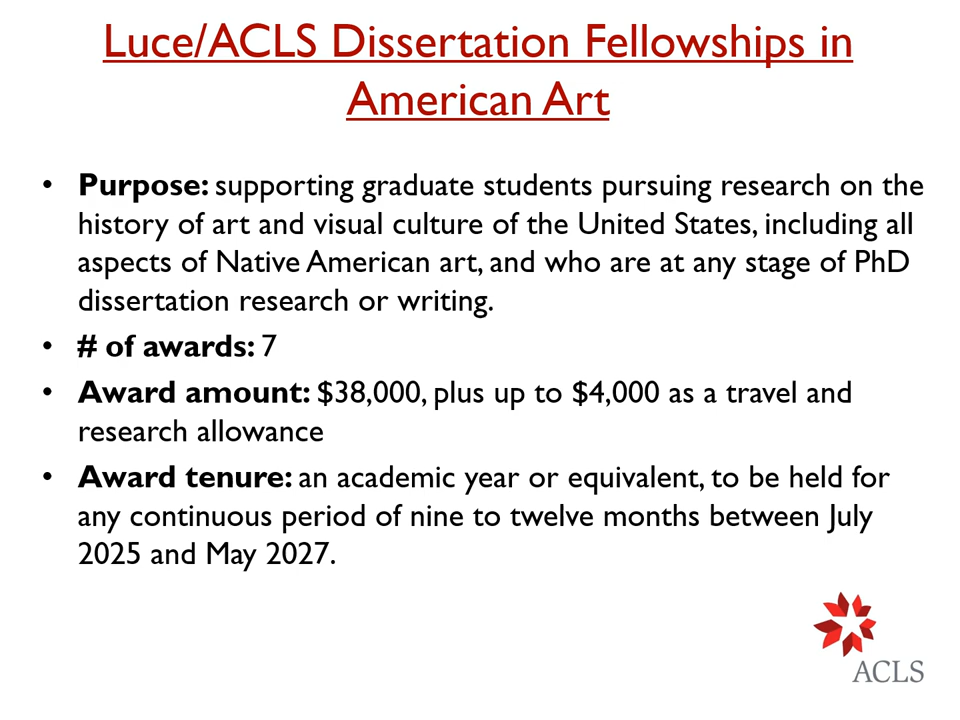 Luce/ACLS Dissertation Fellowships in
American Art
• Purpose: supporting graduate students pursuing research on the
history of art and visual culture of the United States, including all
aspects of Native American art, and who are at any stage of PhD
dissertation research or writing.
• # of awards: 7
• Award amount: $38,000, plus up to $4,000 as a travel and
research allowance
• Award tenure: an academic year or equivalent, to be held for
any continuous period of nine to twelve months between July
2025 and May 2027.
ACLS